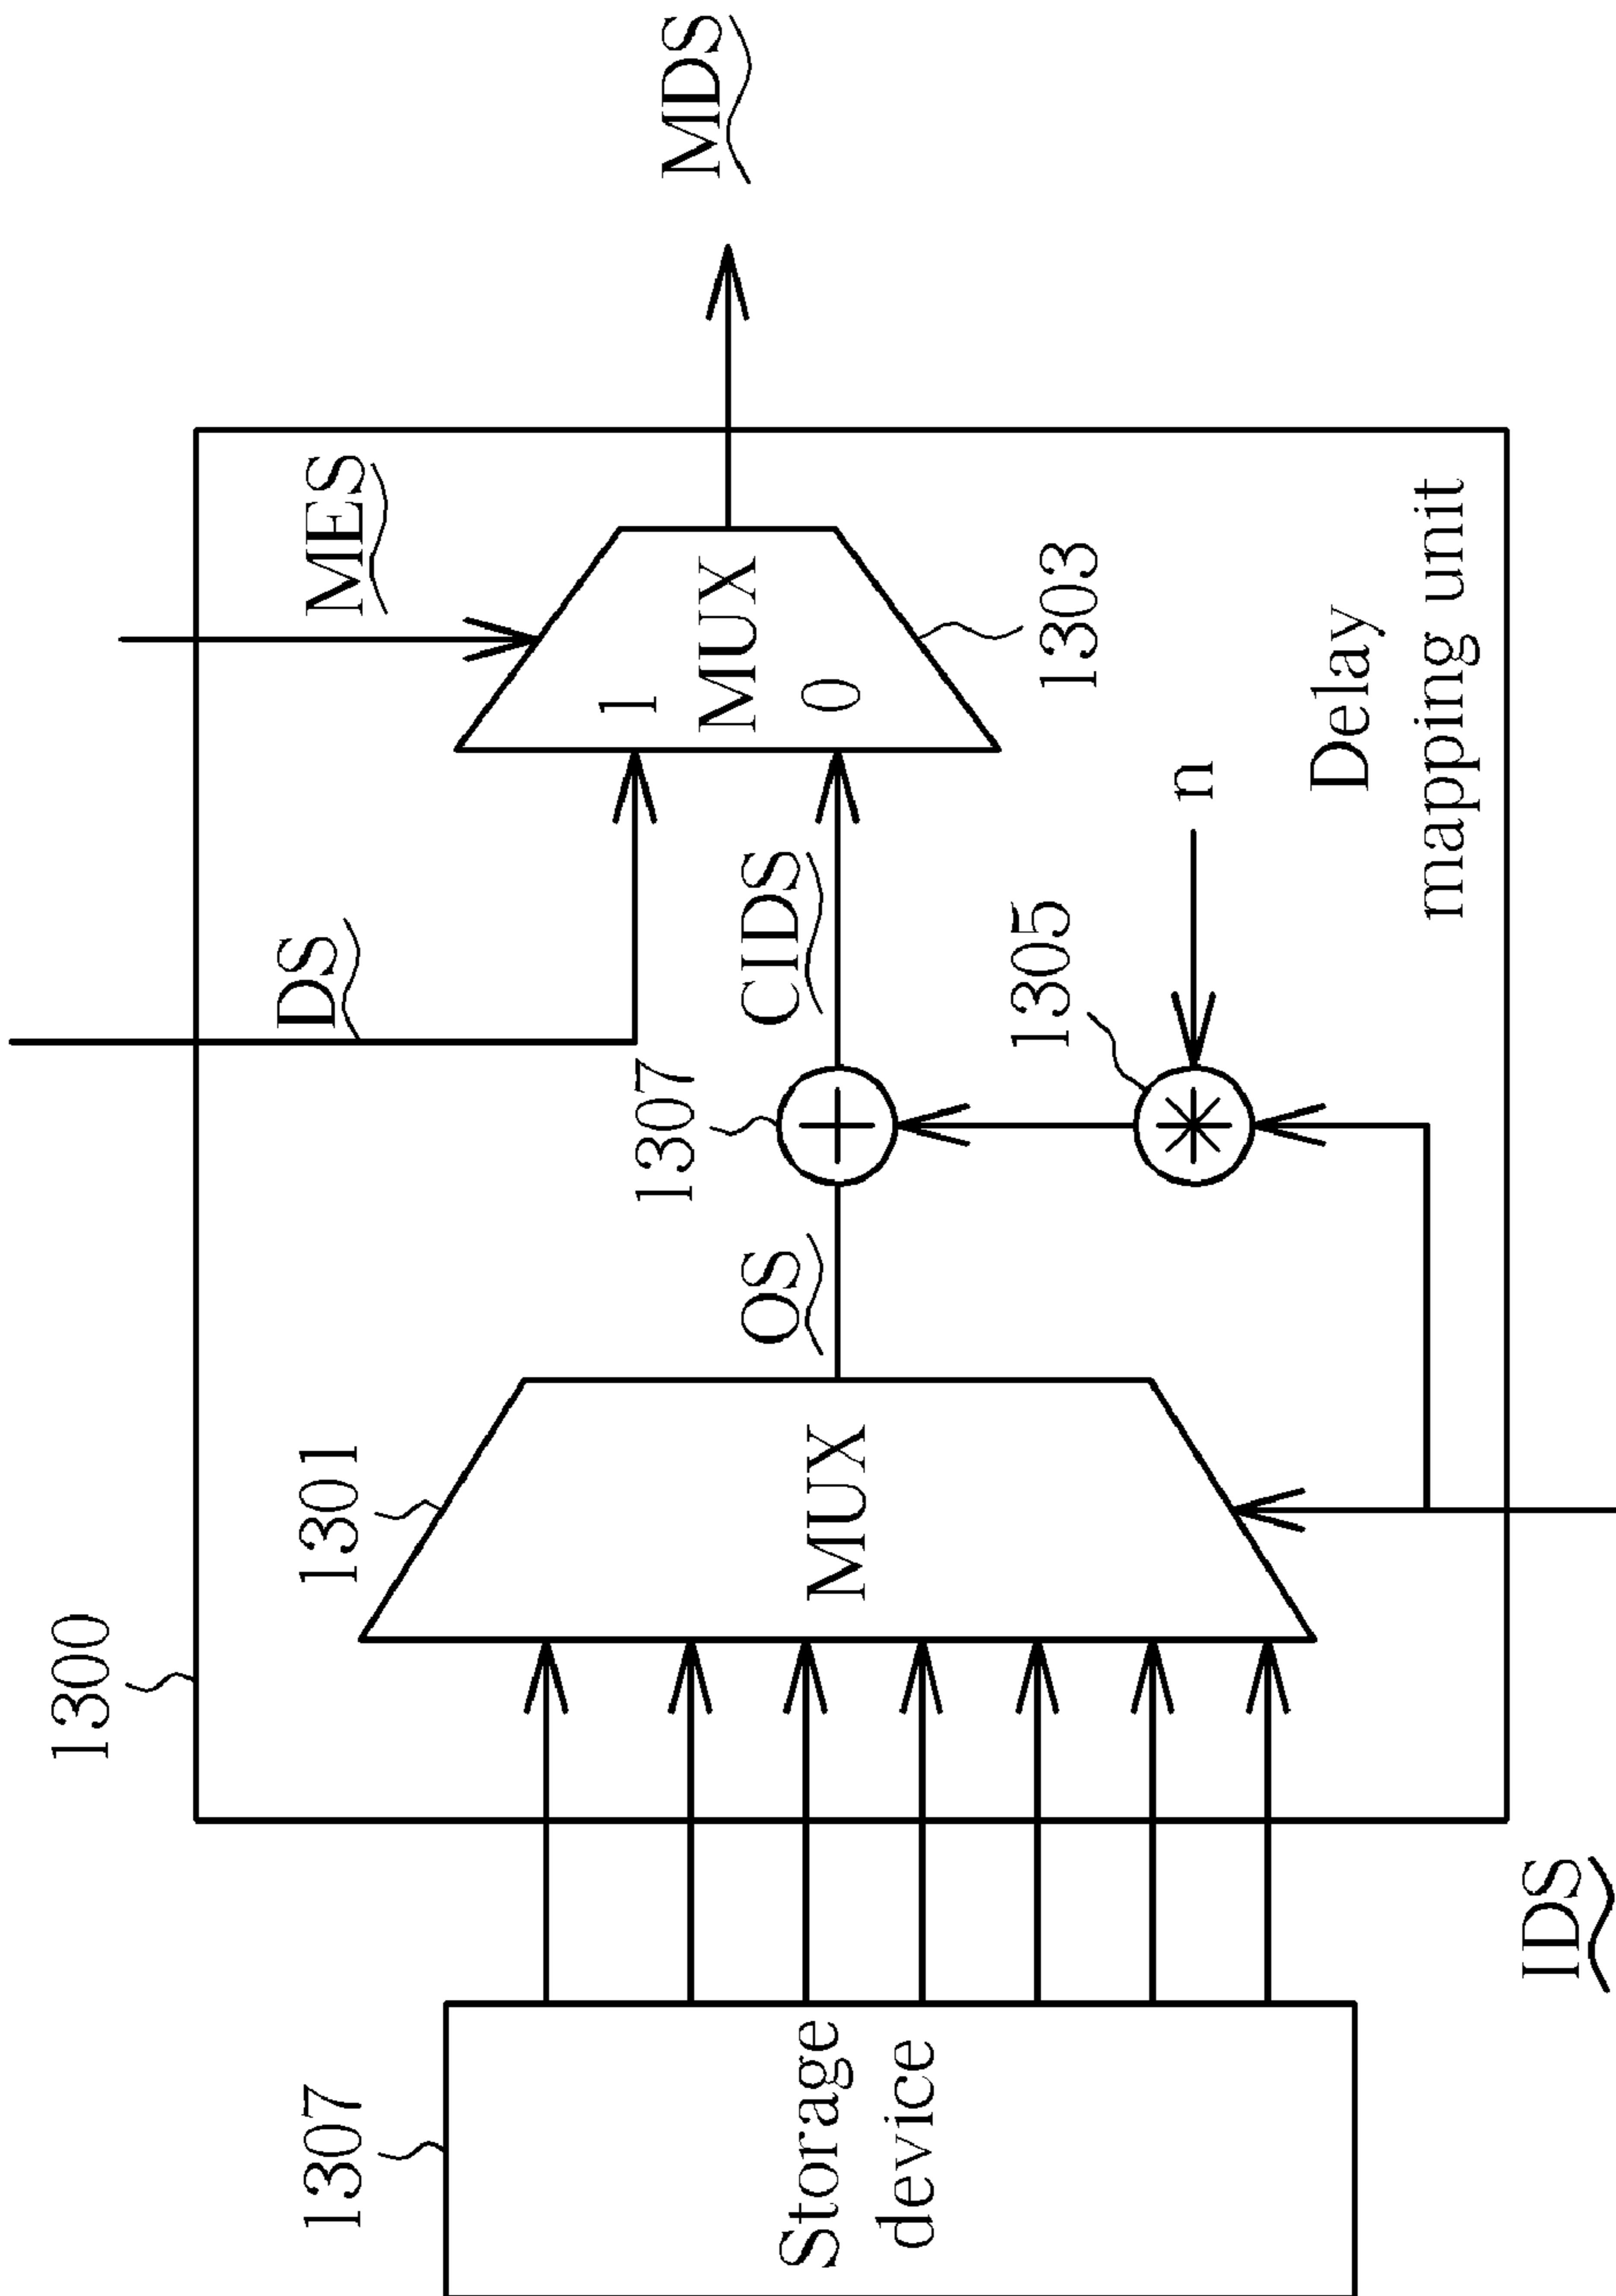 1300
1307
Storage
device
1301
MUX
OS
1307
CIDS
DS
MES
1
MUX
0
1303
MDS
1305
n
Delay
mapping unit
IDS